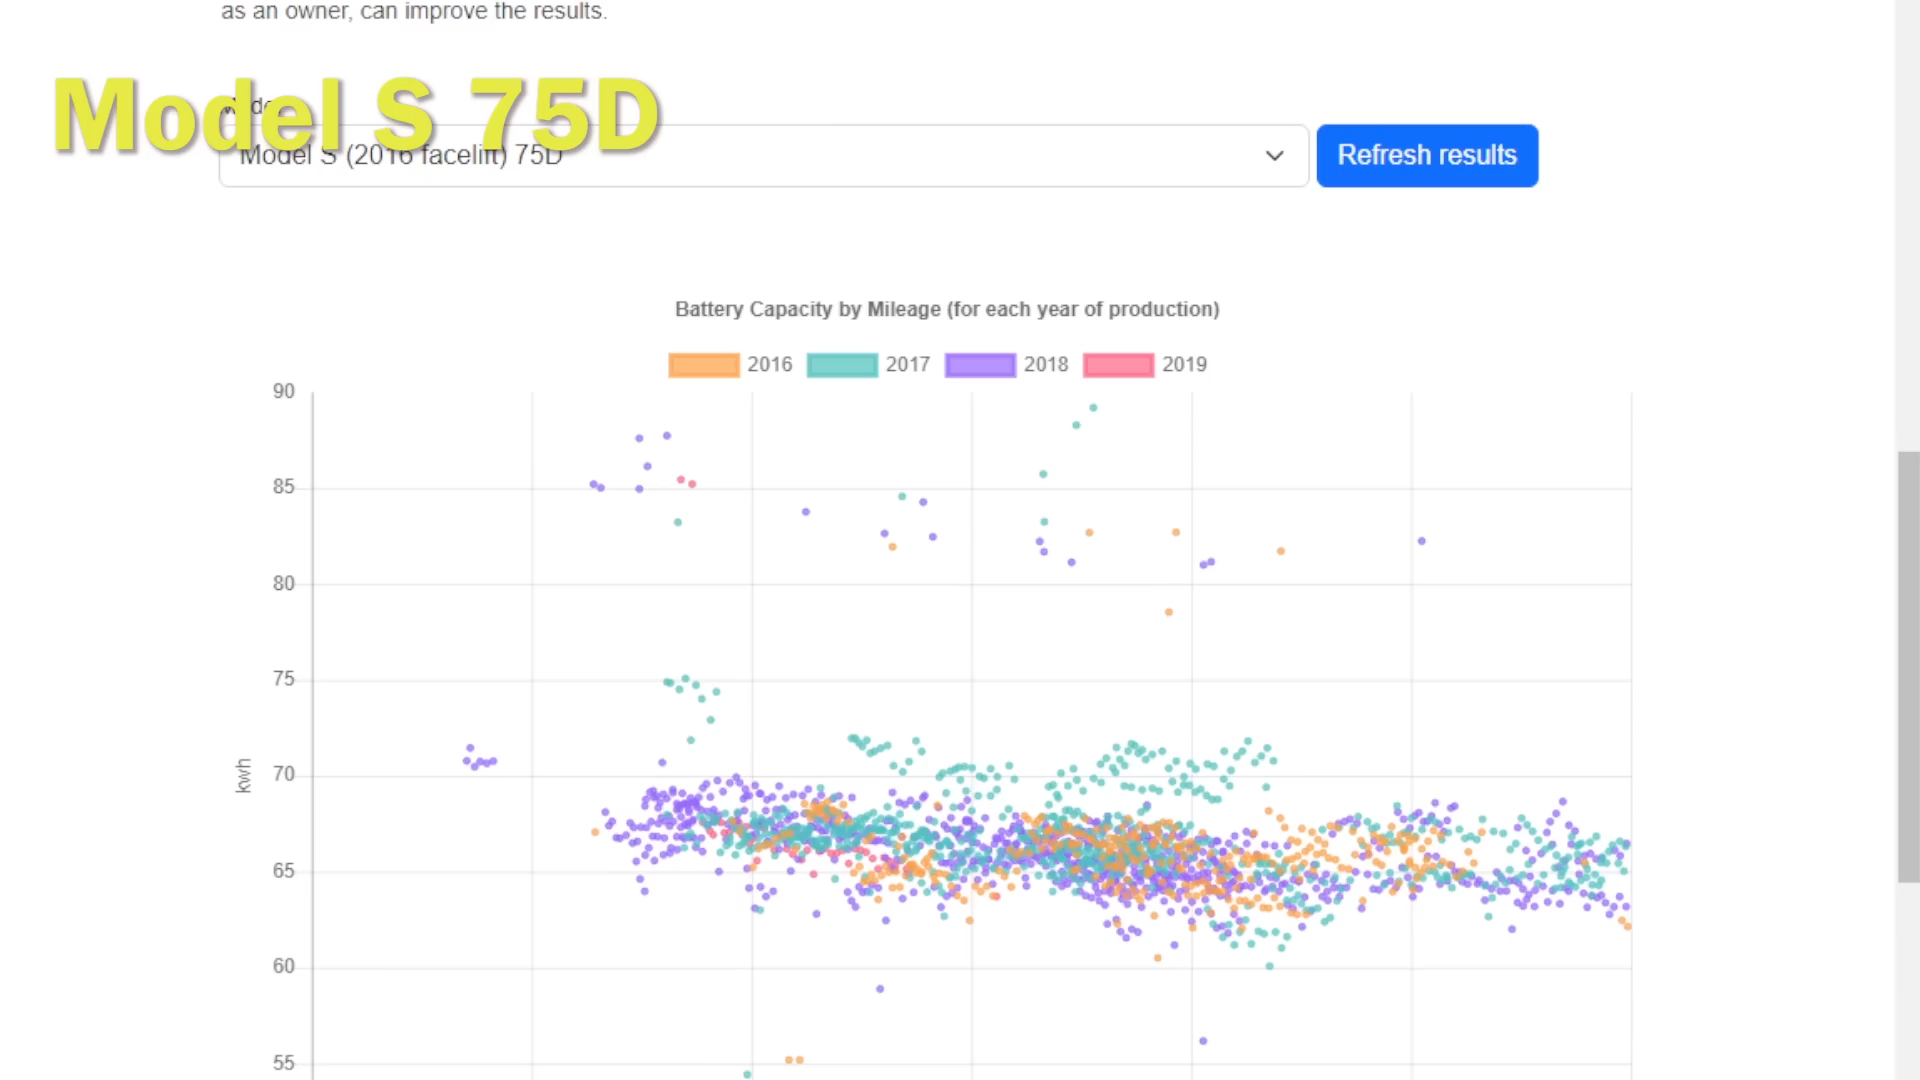 as an owner, can improve the results.
Model S 75D
Model
Model S (2016 facelift) 75D
Refresh results
Battery Capacity by Mileage (for each year of production)
2016 2017 2018 2019
90
85
80
75
70
65
60
55
kwh